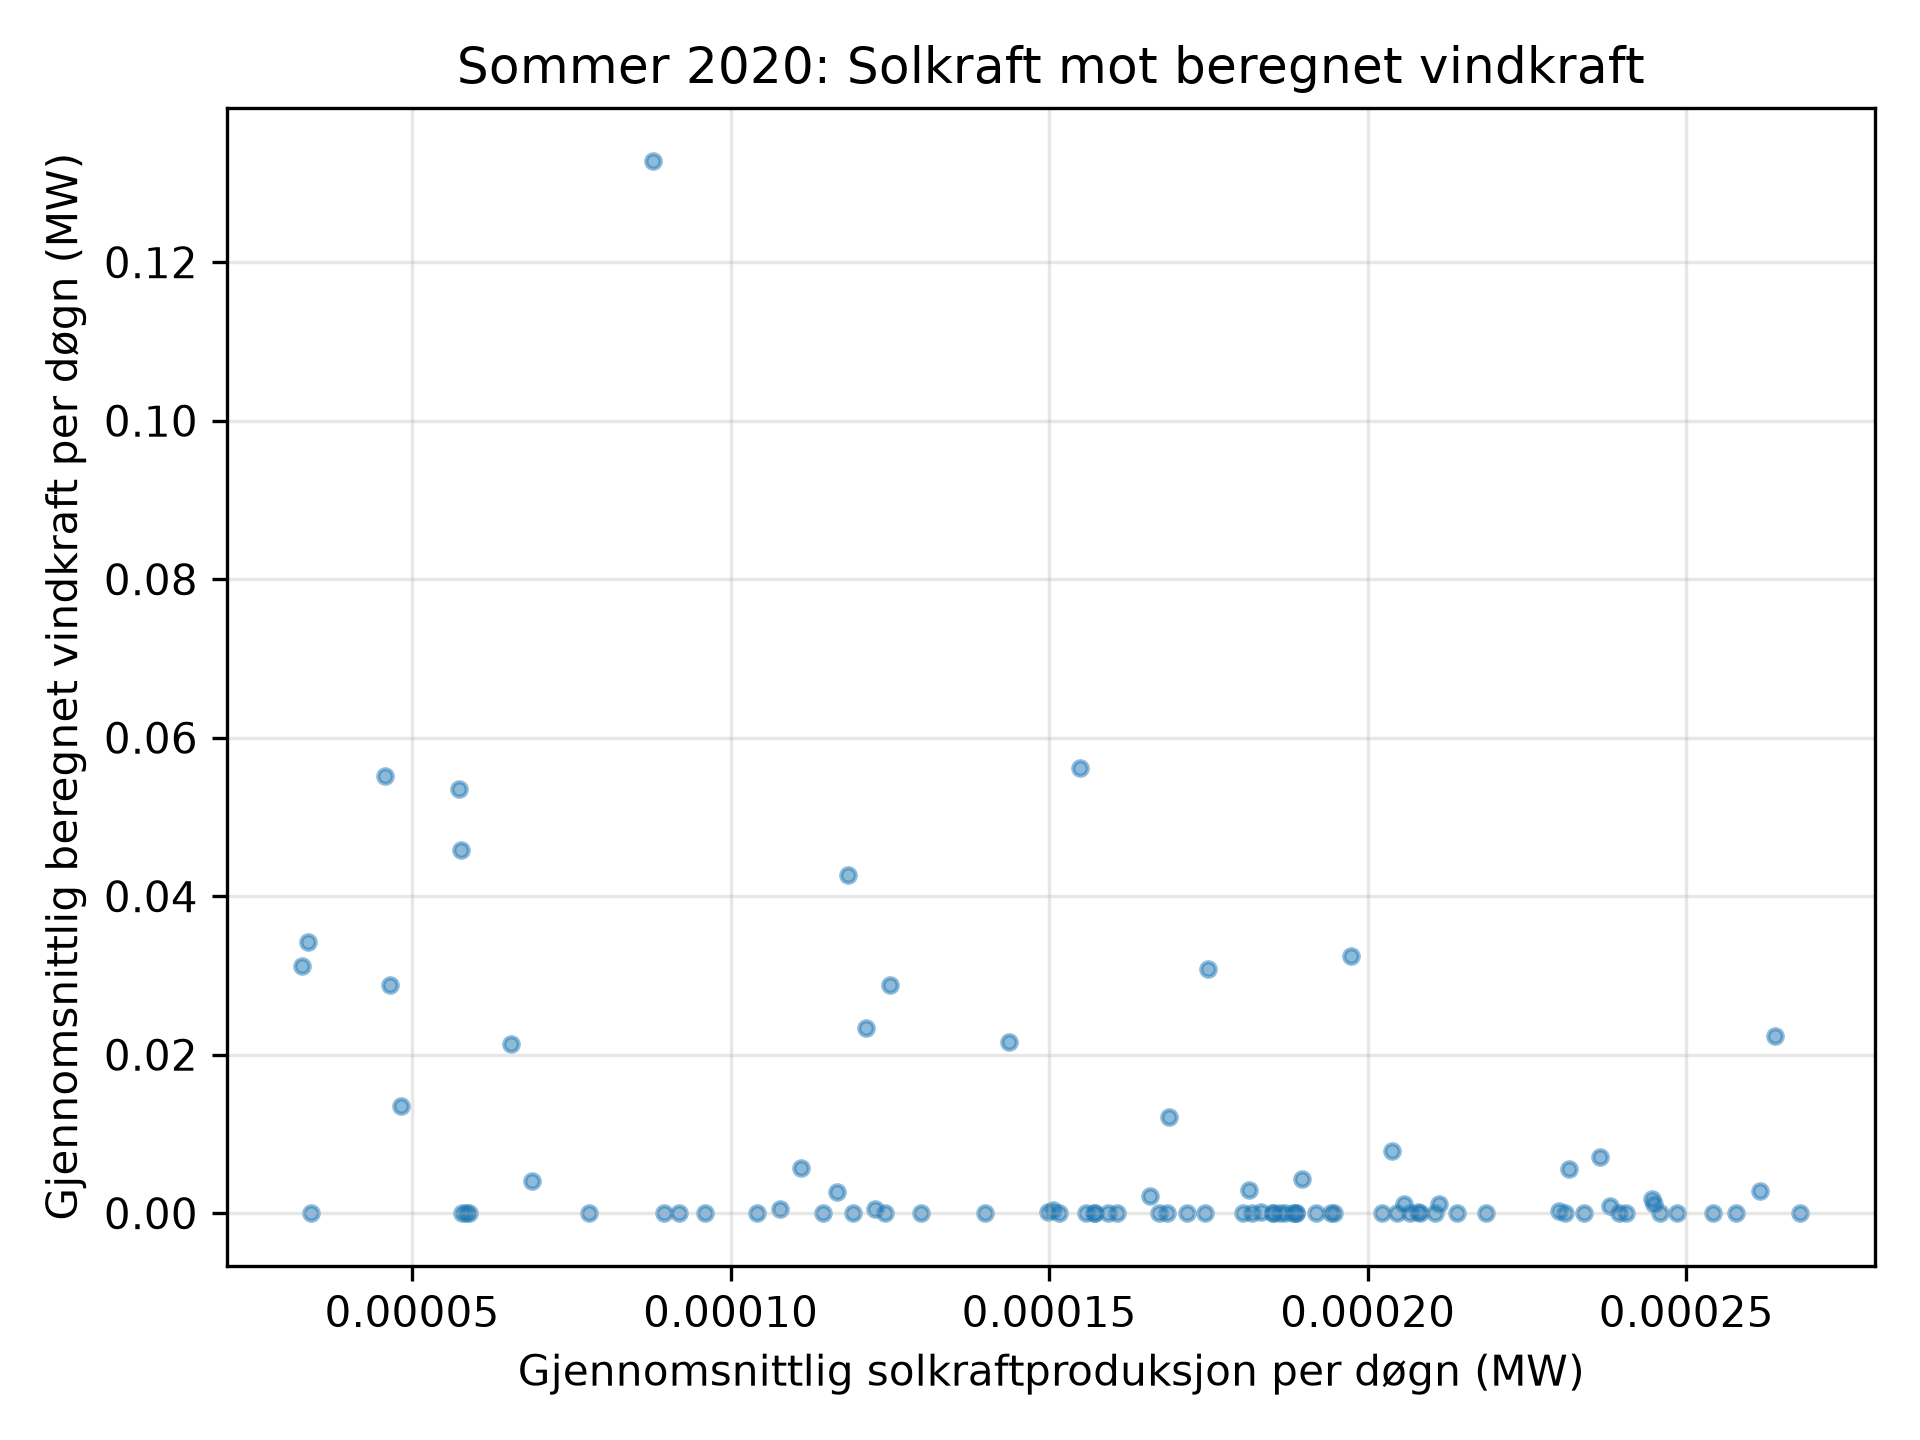 Sommer 2020: Solkraft mot beregnet vindkraft
Gjennomsnittlig beregnet vindkraft per døgn (MW)
0.12
0.10
0.08
0.06
0.04
0.02
0.00
0.00005 0.00010 0.00015 0.00020 0.00025
Gjennomsnittlig solkraftproduksjon per døgn (MW)